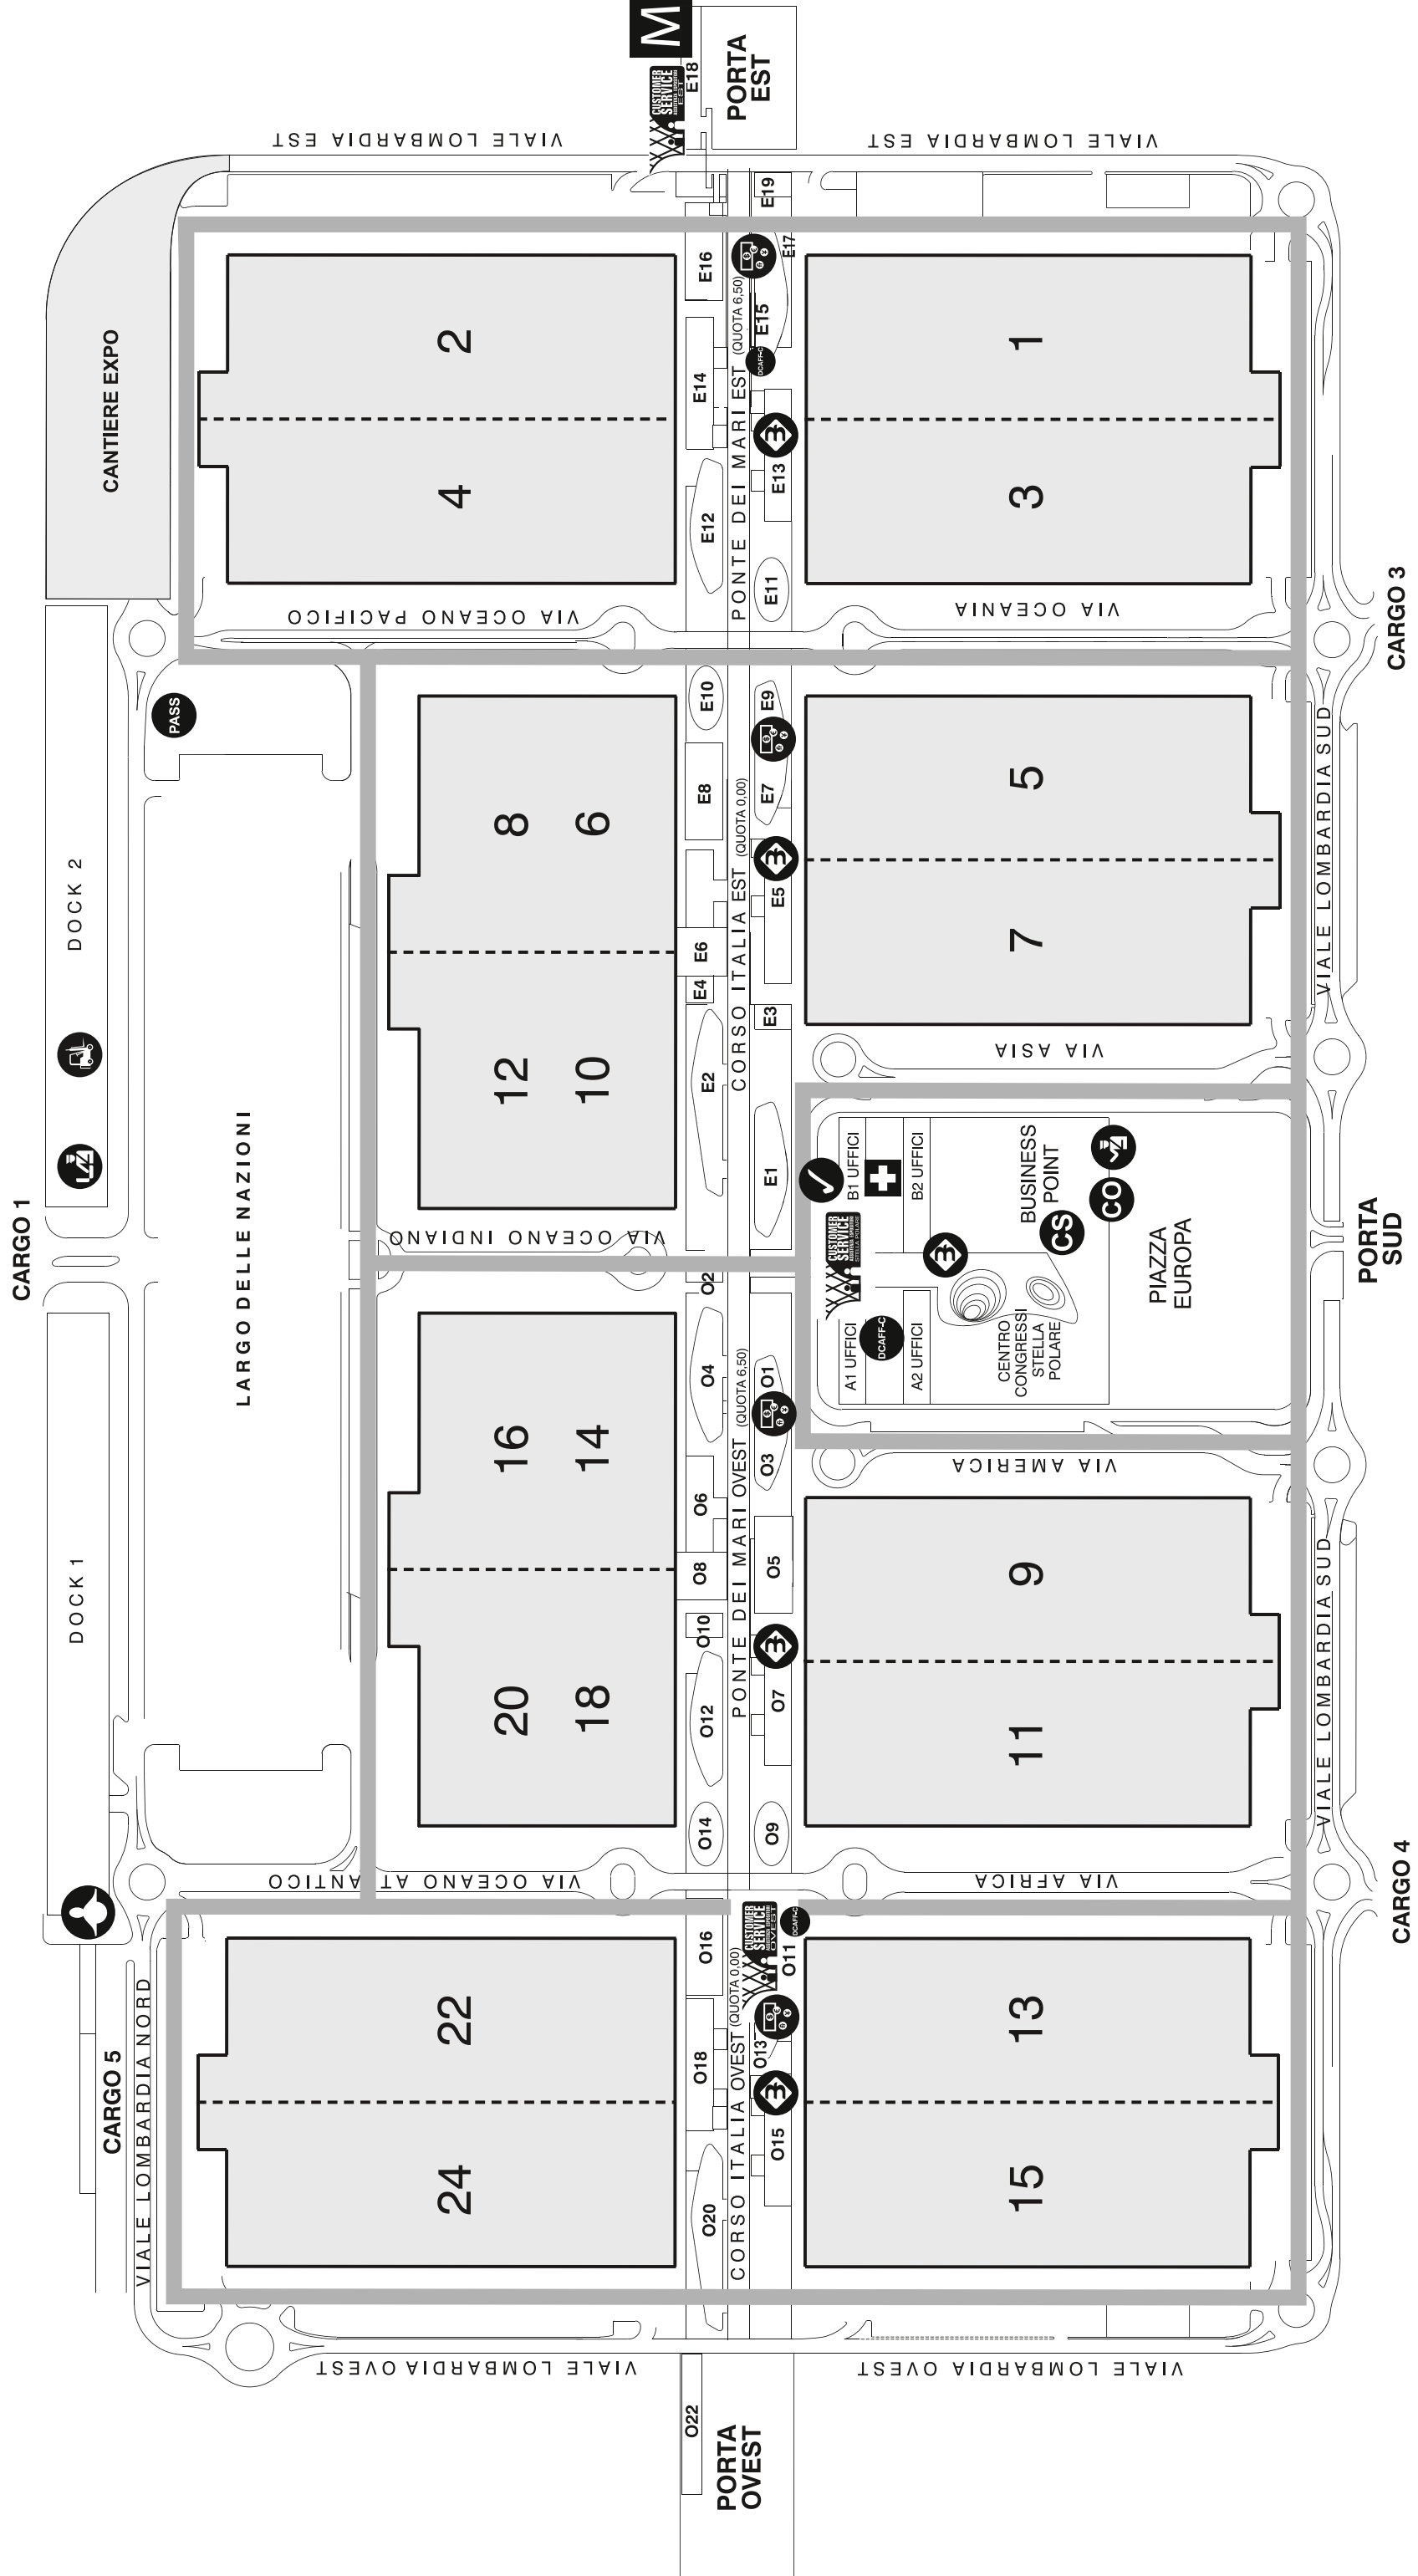 CARGO 1
CARGO 5
DOCK 1
DOCK 2
CANTIERE EXPO
VIALE LOMBARDIA NORD
PASS
LARGO DELLE NAZIONI
VIALE LOMBARDIA OVEST
VIA OCEANO ATLANTICO
VIA OCEANO INDIANO
VIA OCEANO PACIFICO
VIALE LOMBARDIA EST
24
22
20
16
12
8
4
2
18
14
10
6
O22
O20
O18
O16
O14
O12
O10
O8
O6
O4
O2
E2
E4
E6
E8
E10
E12
E14
E16
E18
M
CUSTOMER
SERVICE
EST
PORTA
OVEST
CORSO ITALIA OVEST (QUOTA 0,00)
PONTE DEI MARI OVEST (QUOTA 6,50)
CORSO ITALIA EST (QUOTA 0,00)
PONTE DEI MARI EST (QUOTA 6,50)
PORTA
EST
CUSTOMER
SERVICE
OVEST
O15
O13
O11
DCAFF-C
O9
O7
O5
O3
O1
E1
E3
E5
E7
E9
E11
E13
DCAFF-C
E15
E17
E19
VIALE LOMBARDIA OVEST
15
13
VIA AFRICA
11
9
VIA AMERICA
A1 UFFICI
DCAFF-C
A2 UFFICI
CUSTOMER
SERVICE
STELLA POLARE
B1 UFFICI
B2 UFFICI
CENTRO
CONGRESSI
STELLA
POLARE
BUSINESS
POINT
CS
CO
PIAZZA
EUROPA
VIA ASIA
7
5
VIA OCEANIA
3
1
VIALE LOMBARDIA EST
VIALE LOMBARDIA SUD
VIALE LOMBARDIA SUD
CARGO 4
PORTA
SUD
CARGO 3